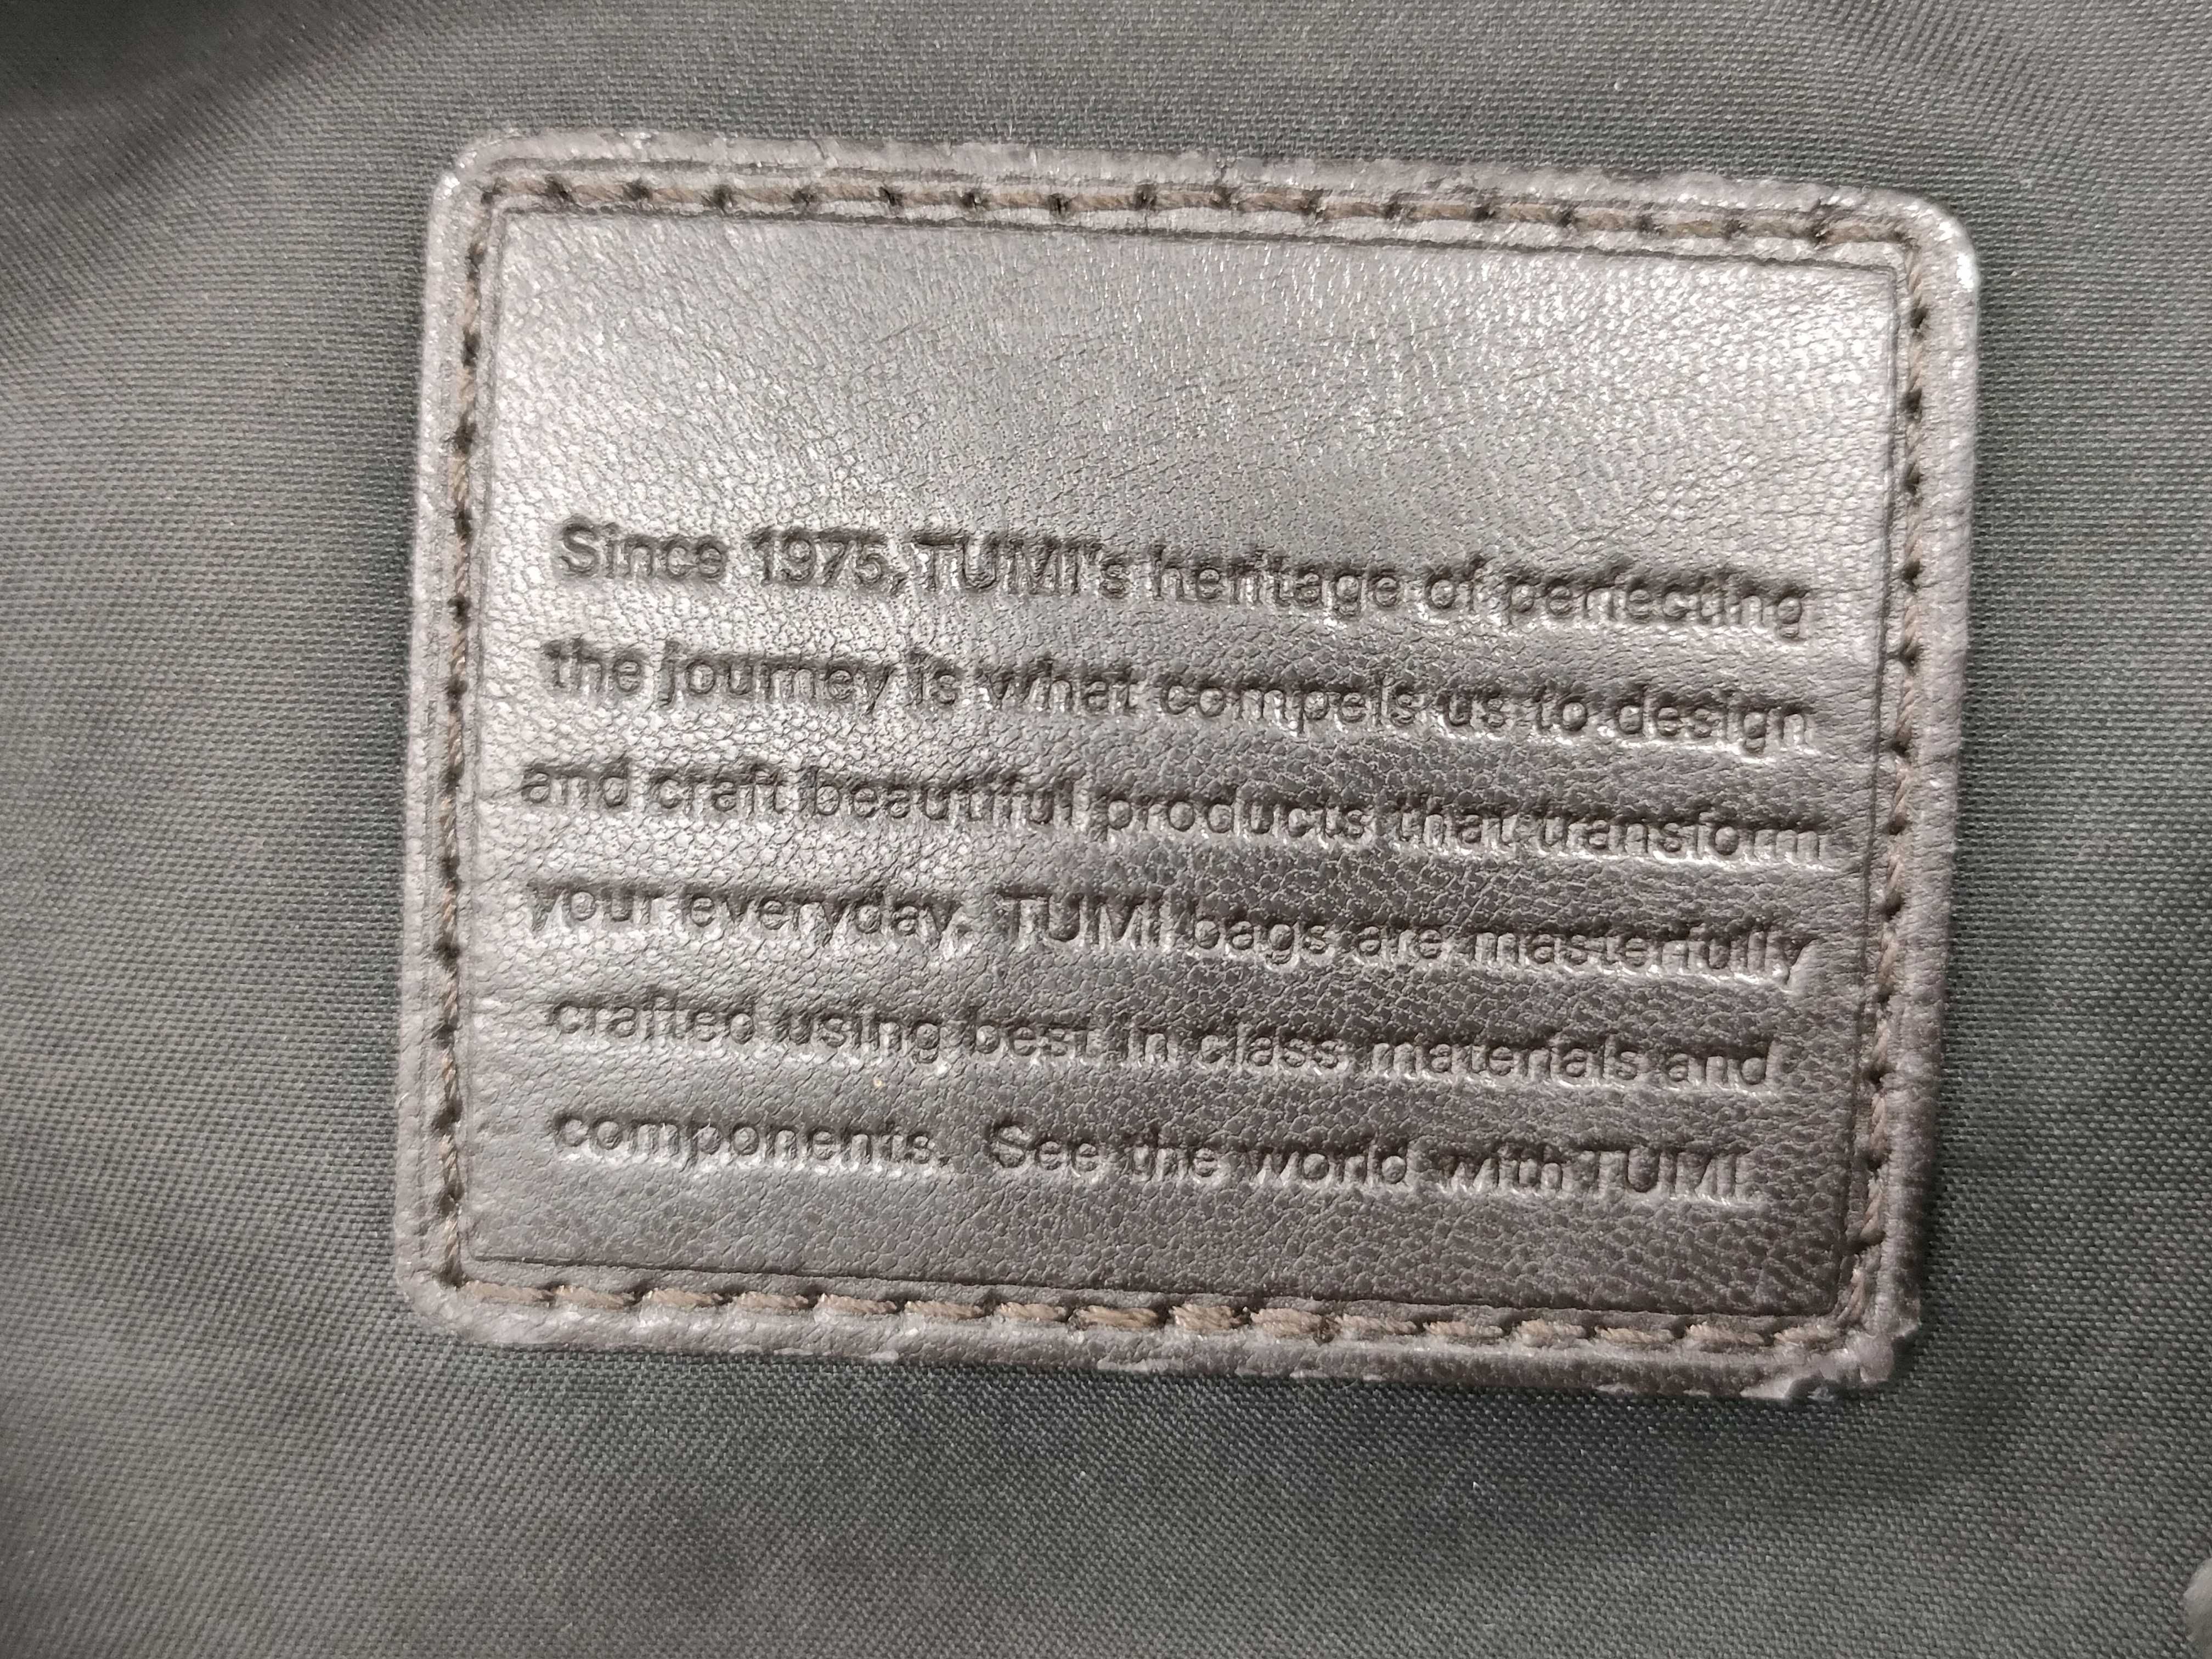 Since 1975, TUMI's heritage of perfecting
the journey is what compels us to design
and craft beautiful products that transform
your everyday. TUMI bags are masterfully
crafted using best in class materials and
components. See the world with TUMI.